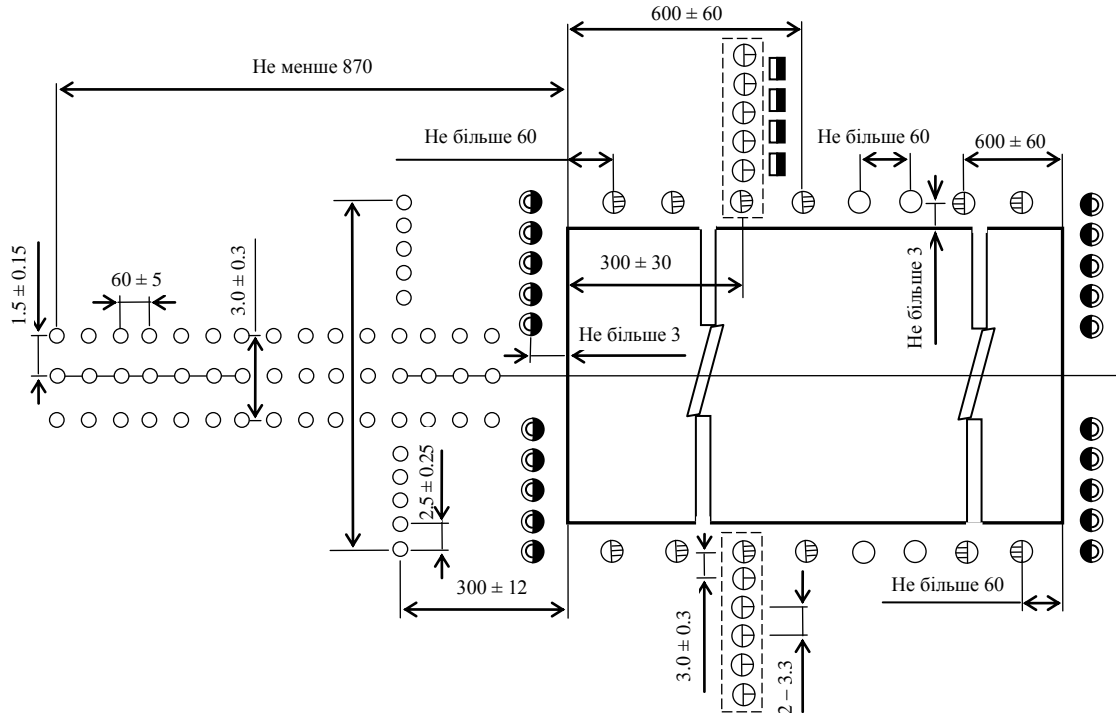 600 ± 60
Не менше 870
Не більше 60
Не більше 60
600 ± 60
1.5 ± 0.15
60 ± 5
3.0 ± 0.3
300 ± 30
Не більше 3
Не більше 3
2.5 ± 0.25
300 ± 12
Не більше 60
3.0 ± 0.3
2 – 3.3